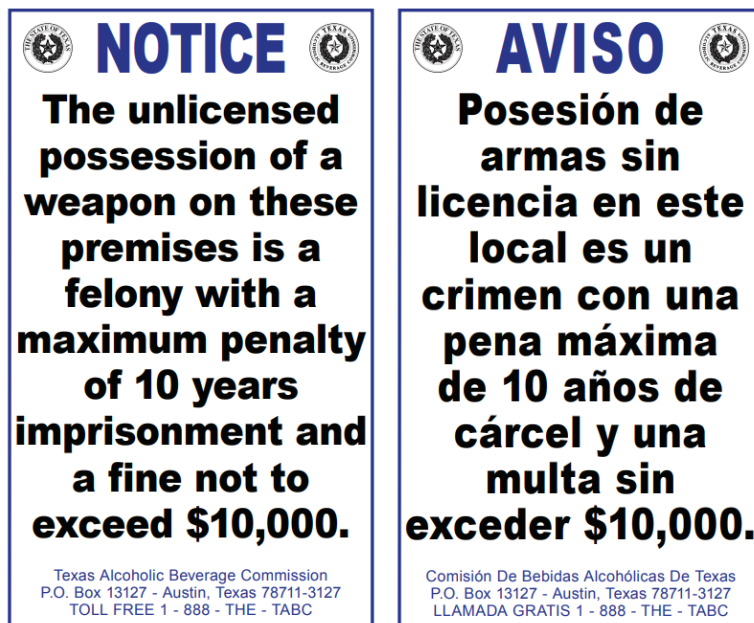 NOTICE
The unlicensed
possession of a
weapon on these
premises is a
felony with a
maximum penalty
of 10 years
imprisonment and
a fine not to
exceed $10,000.
Texas Alcoholic Beverage Commission
P.O. Box 13127 - Austin, Texas 78711-3127
TOLL FREE 1 - 888 - THE - TABC
AVISO
Posesión de
armas sin
licencia en este
local es un
crimen con una
pena máxima
de 10 años de
cárcel y una
multa sin
exceder $10,000.
Comisión De Bebidas Alcohólicas De Texas
P.O. Box 13127 - Austin, Texas 78711-3127
LLAMADA GRATIS 1 - 888 - THE - TABC